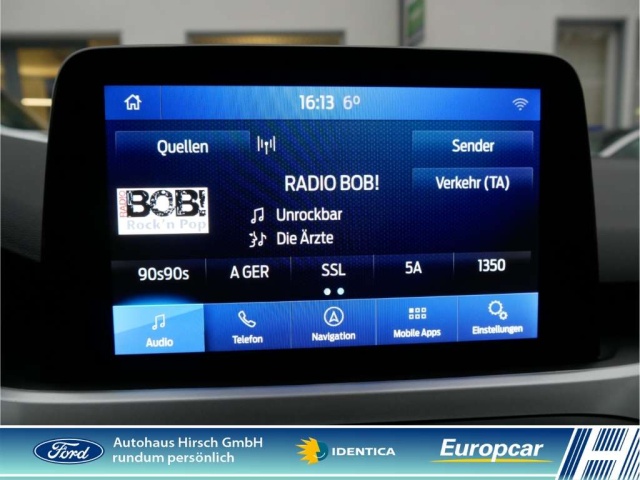 16:13 6°
Quellen
Sender
RADIO BOB!
Verkehr (TA)
RADIO
BOB!
Rock'n Pop
Unrockbar
Die Ärzte
90s90s A GER SSL 5A 1350
Audio Telefon Navigation Mobile Apps Einstellungen
Ford
Autohaus Hirsch GmbH
rundum persönlich
IDENTICA
Europcar
H